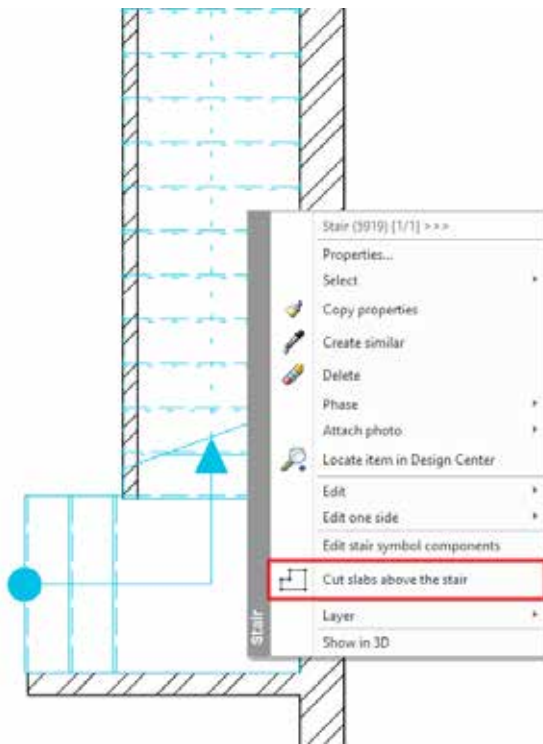 Stair (5919) [1/1] >>>
Properties...
Select
Copy properties
Create similar
Delete
Phase
Attach photo
Locate item in Design Center
Edit
Edit one side
Edit stair symbol components
Cut slabs above the stair
Layer
Show in 3D
Stair